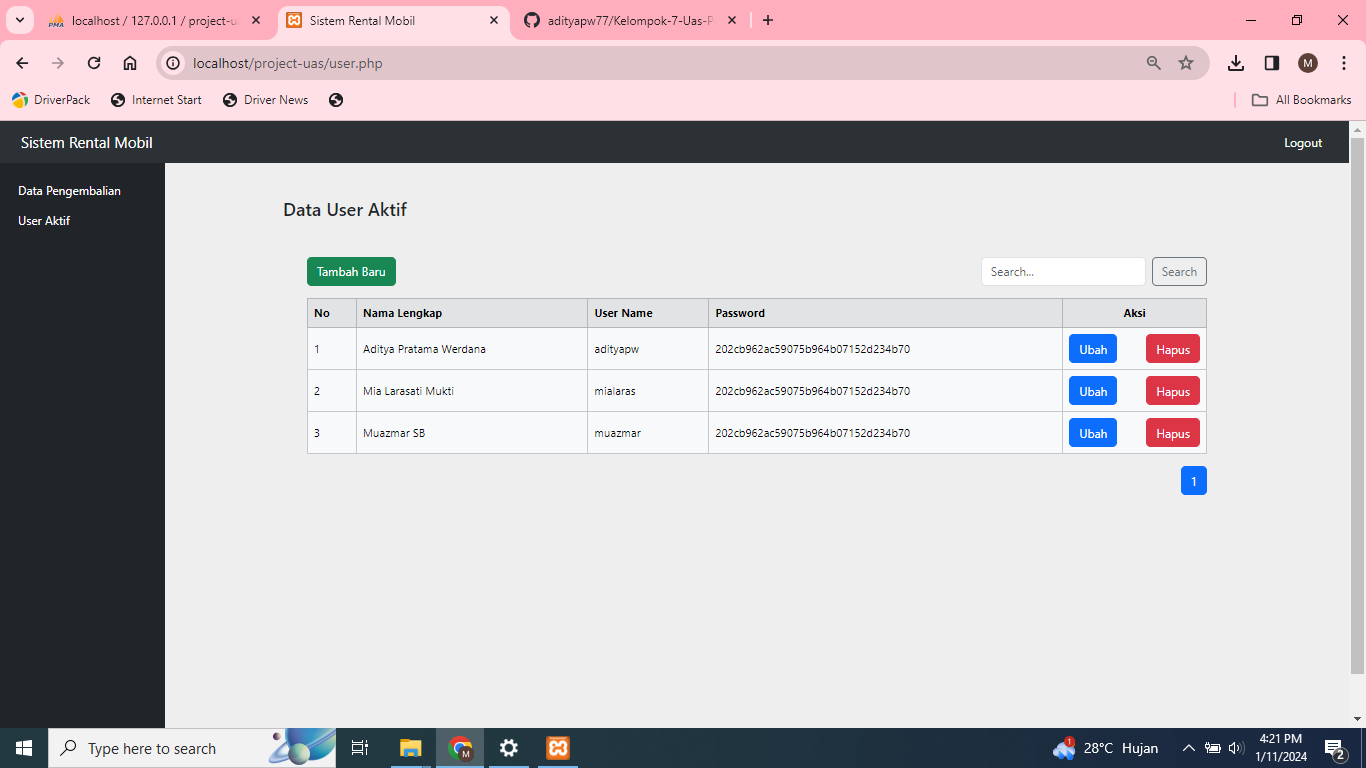 localhost / 127.0.0.1 / project-ua
Sistem Rental Mobil
adityapw77/Kelompok-7-Uas-P
localhost/project-uas/user.php
M
DriverPack
Internet Start
Driver News
All Bookmarks
Sistem Rental Mobil
Logout
Data Pengembalian
User Aktif
Data User Aktif
Tambah Baru
Search...
Search
No Nama Lengkap User Name Password Aksi
1 Aditya Pratama Werdana adityapw 202cb962ac59075b964b07152d234b70 Ubah Hapus
2 Mia Larasati Mukti mialaras 202cb962ac59075b964b07152d234b70 Ubah Hapus
3 Muazmar SB muazmar 202cb962ac59075b964b07152d234b70 Ubah Hapus
1
Type here to search
M
1
28°C Hujan
4:21 PM
1/11/2024
2